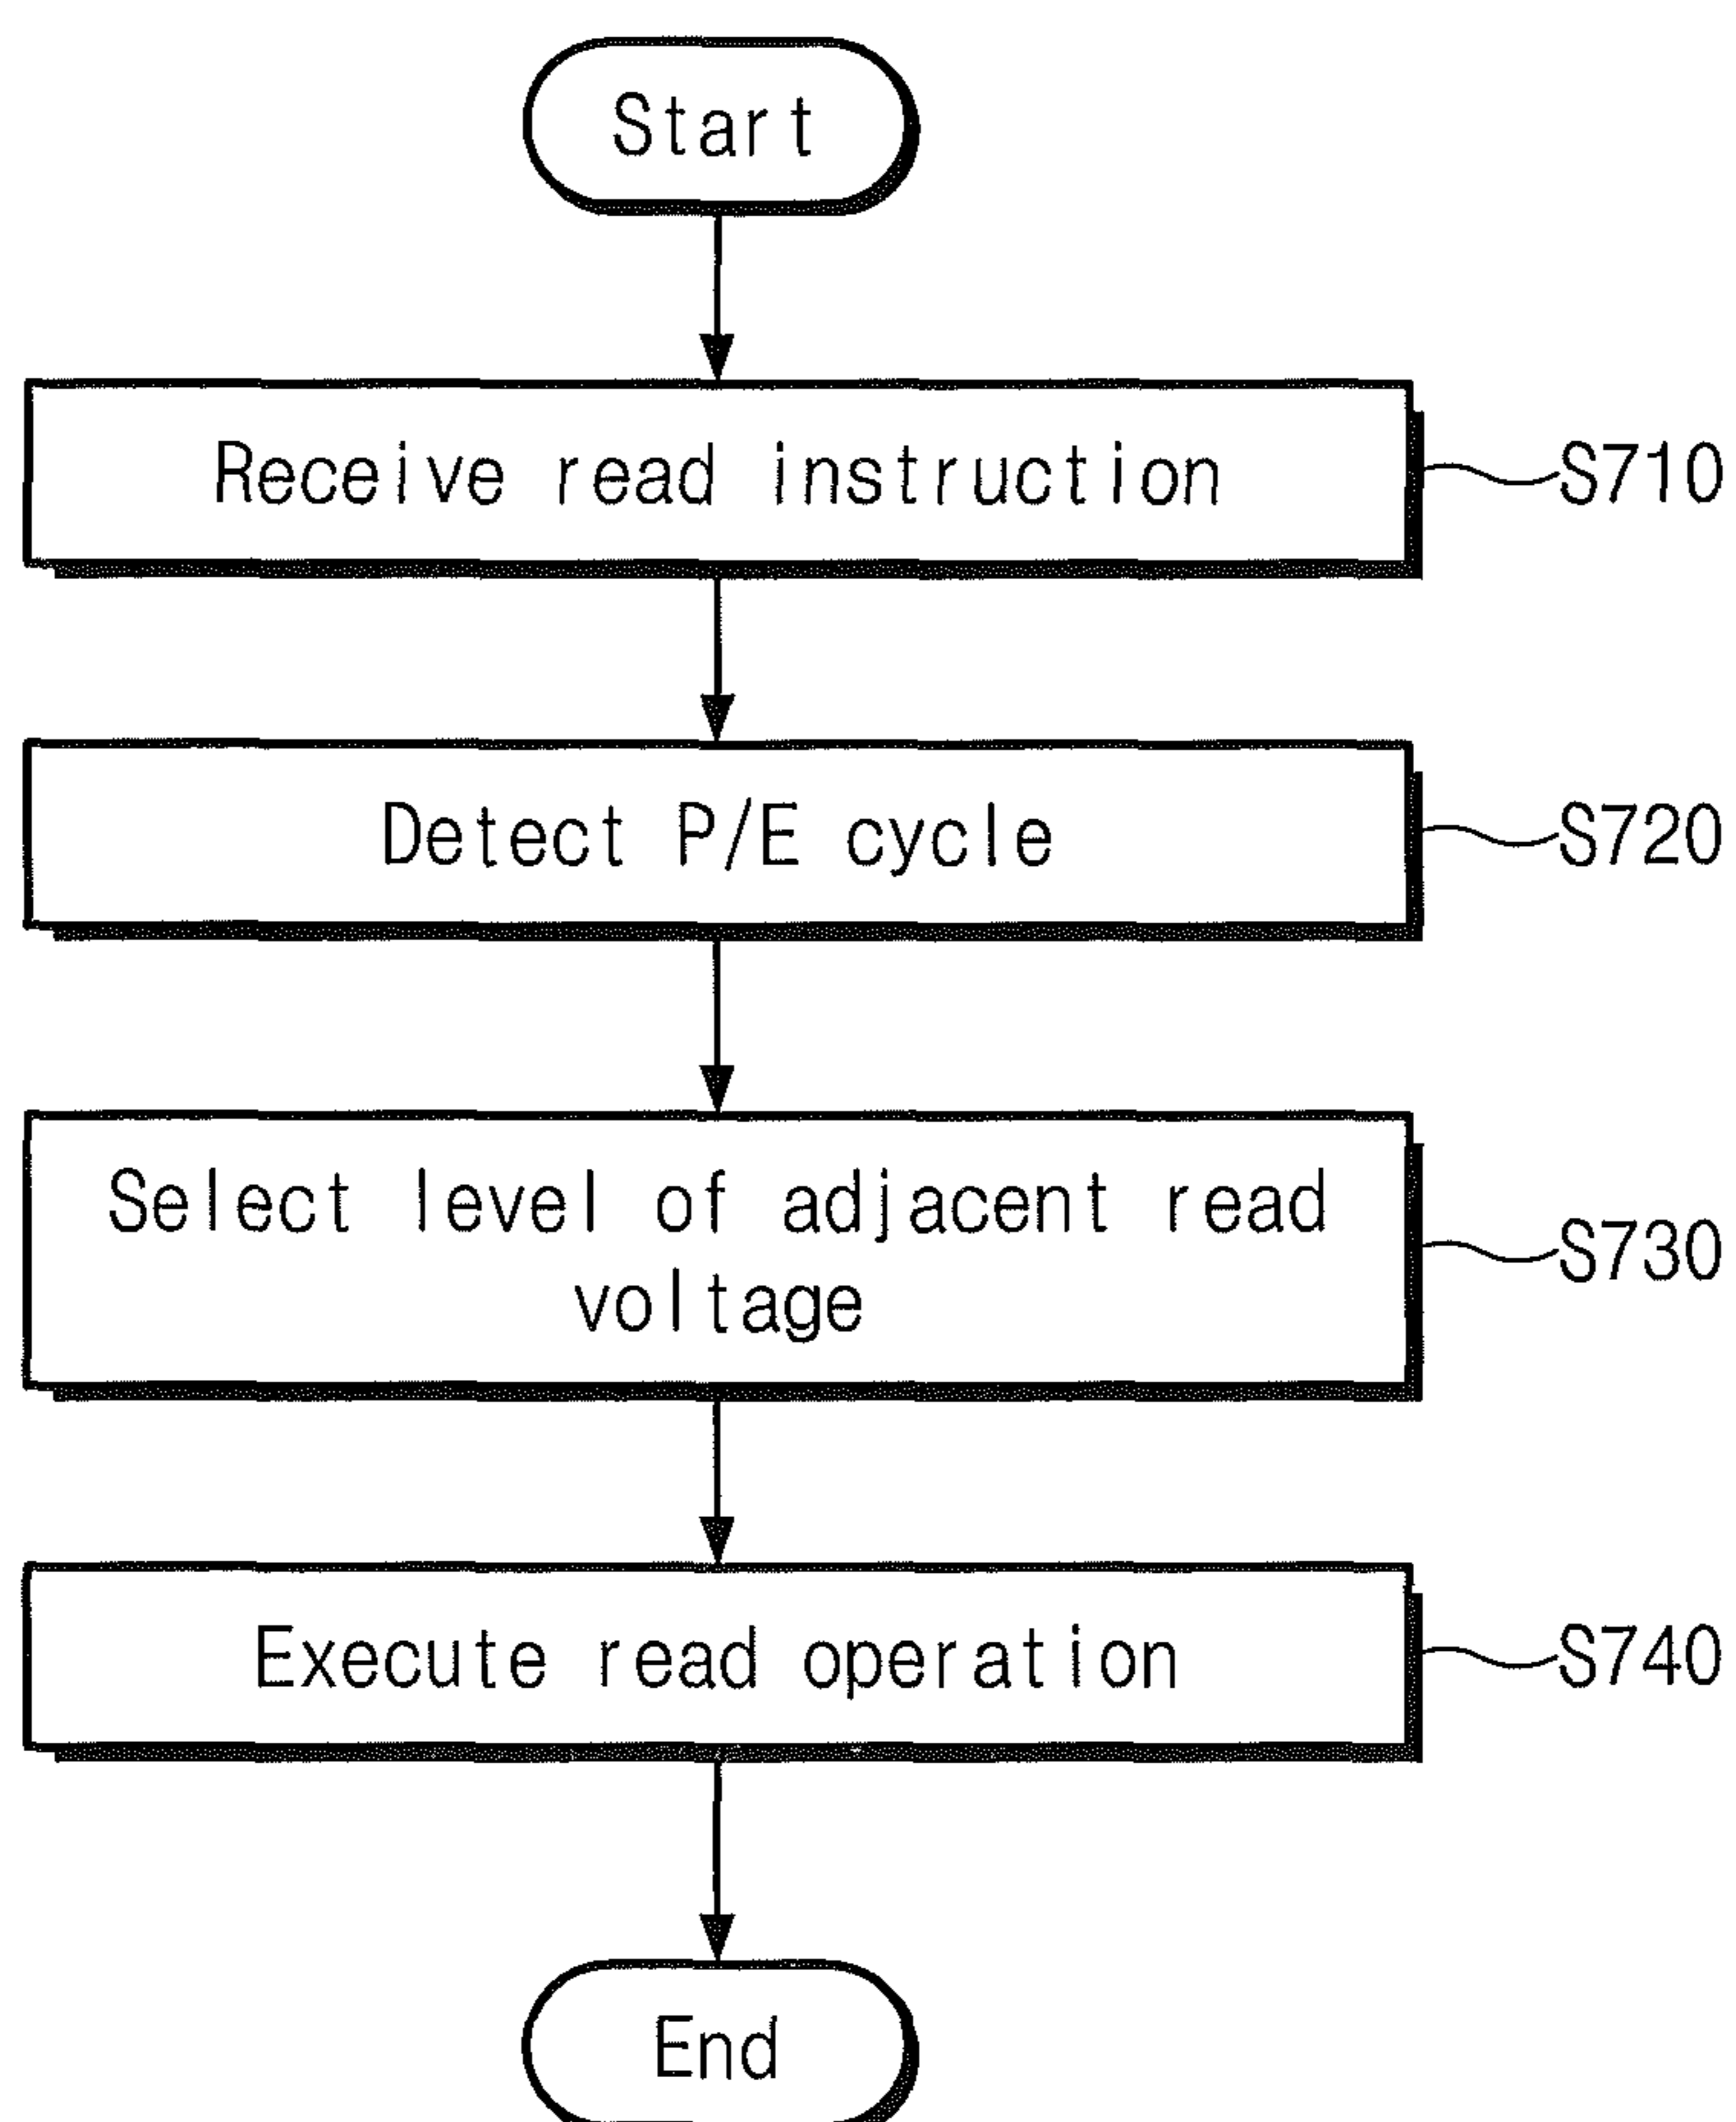 Start
Receive read instruction
S710
Detect P/E cycle
S720
Select level of adjacent read
voltage
S730
Execute read operation
S740
End